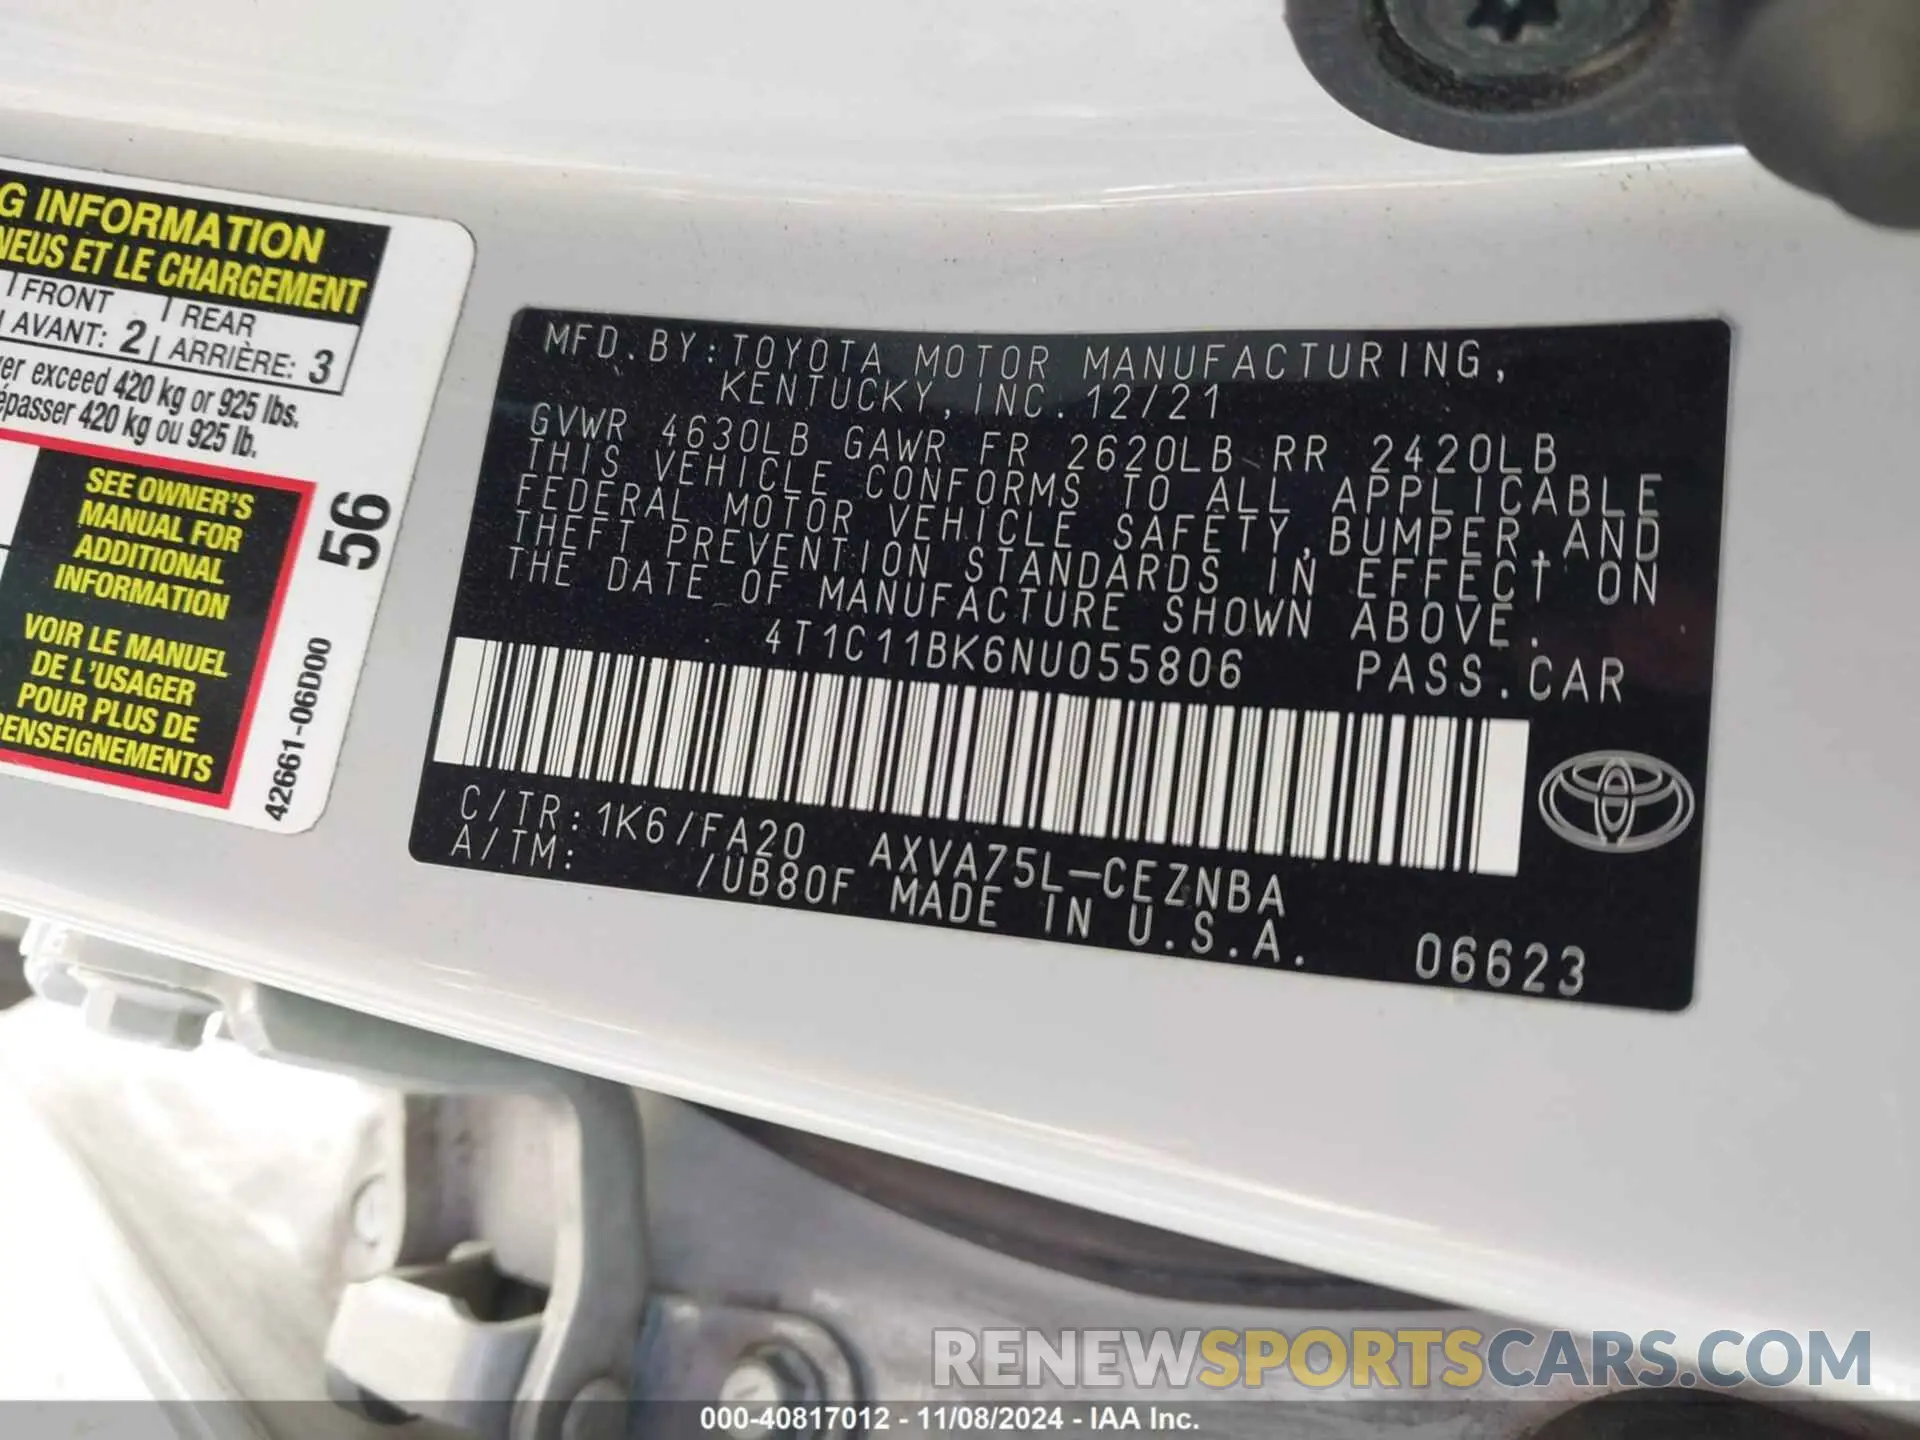 G INFORMATION
NEUS ET LE CHARGEMENT
FRONT REAR
AVANT: 2 ARRIÈRE: 3
er exceed 420 kg or 925 lbs.
épasser 420 kg ou 925 lb.
SEE OWNER'S
MANUAL FOR
ADDITIONAL
INFORMATION
VOIR LE MANUEL
DE L'USAGER
POUR PLUS DE
RENSEIGNEMENTS
56
42661-06D00
MFD. BY: TOYOTA MOTOR MANUFACTURING,
KENTUCKY, INC. 12/21
GVWR 4630LB GAWR FR 2620LB RR 2420LB
THIS VEHICLE CONFORMS TO ALL APPLICABLE
FEDERAL MOTOR VEHICLE SAFETY, BUMPER, AND
THEFT PREVENTION STANDARDS IN EFFECT ON
THE DATE OF MANUFACTURE SHOWN ABOVE.
4T1C11BK6NU055806 PASS. CAR
C/TR: 1K6/FA20 AXVA75L-CEZNBA
A/TM: /UB80F MADE IN U.S.A.
06623
RENEWSPORTSCARS.COM
000-40817012 - 11/08/2024 - IAA Inc.